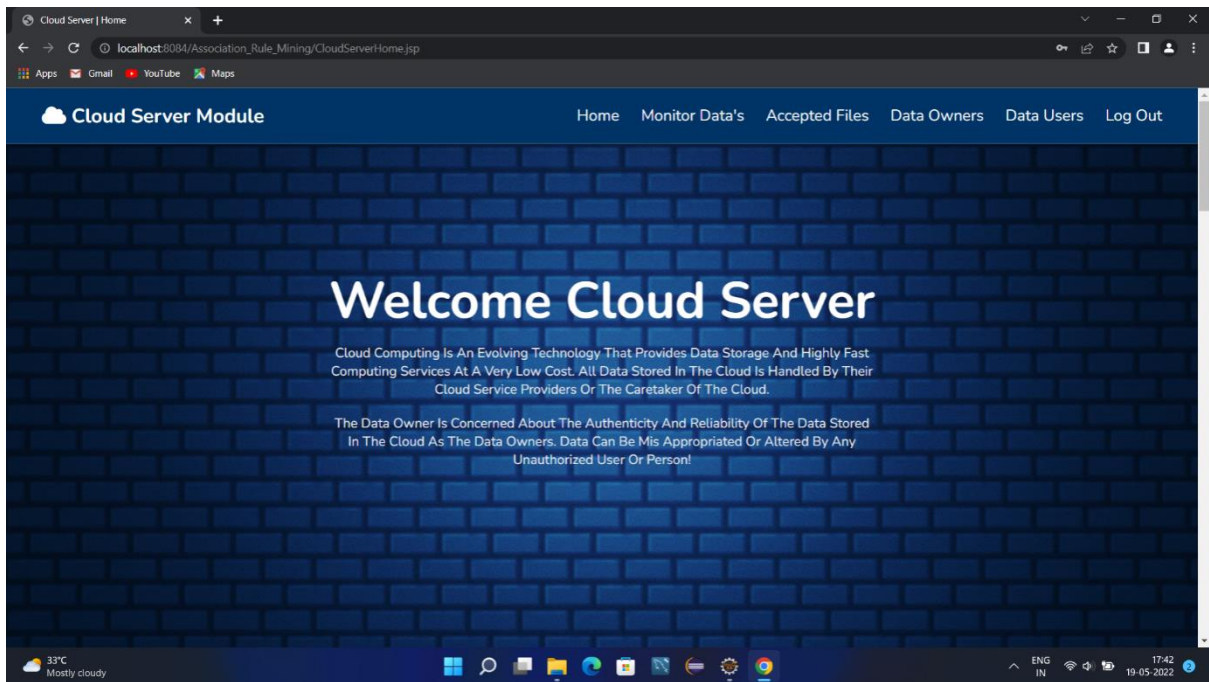 Cloud Server | Home
localhost:8084/Association_Rule_Mining/CloudServerHome.jsp
Apps Gmail YouTube Maps
Cloud Server Module Home Monitor Data's Accepted Files Data Owners Data Users Log Out
Welcome Cloud Server
Cloud Computing Is An Evolving Technology That Provides Data Storage And Highly Fast
Computing Services At A Very Low Cost. All Data Stored In The Cloud Is Handled By Their
Cloud Service Providers Or The Caretaker Of The Cloud.
The Data Owner Is Concerned About The Authenticity And Reliability Of The Data Stored
In The Cloud As The Data Owners. Data Can Be Mis Appropriated Or Altered By Any
Unauthorized User Or Person!
33°C
Mostly cloudy
ENG
IN
17:42
19-05-2022
2